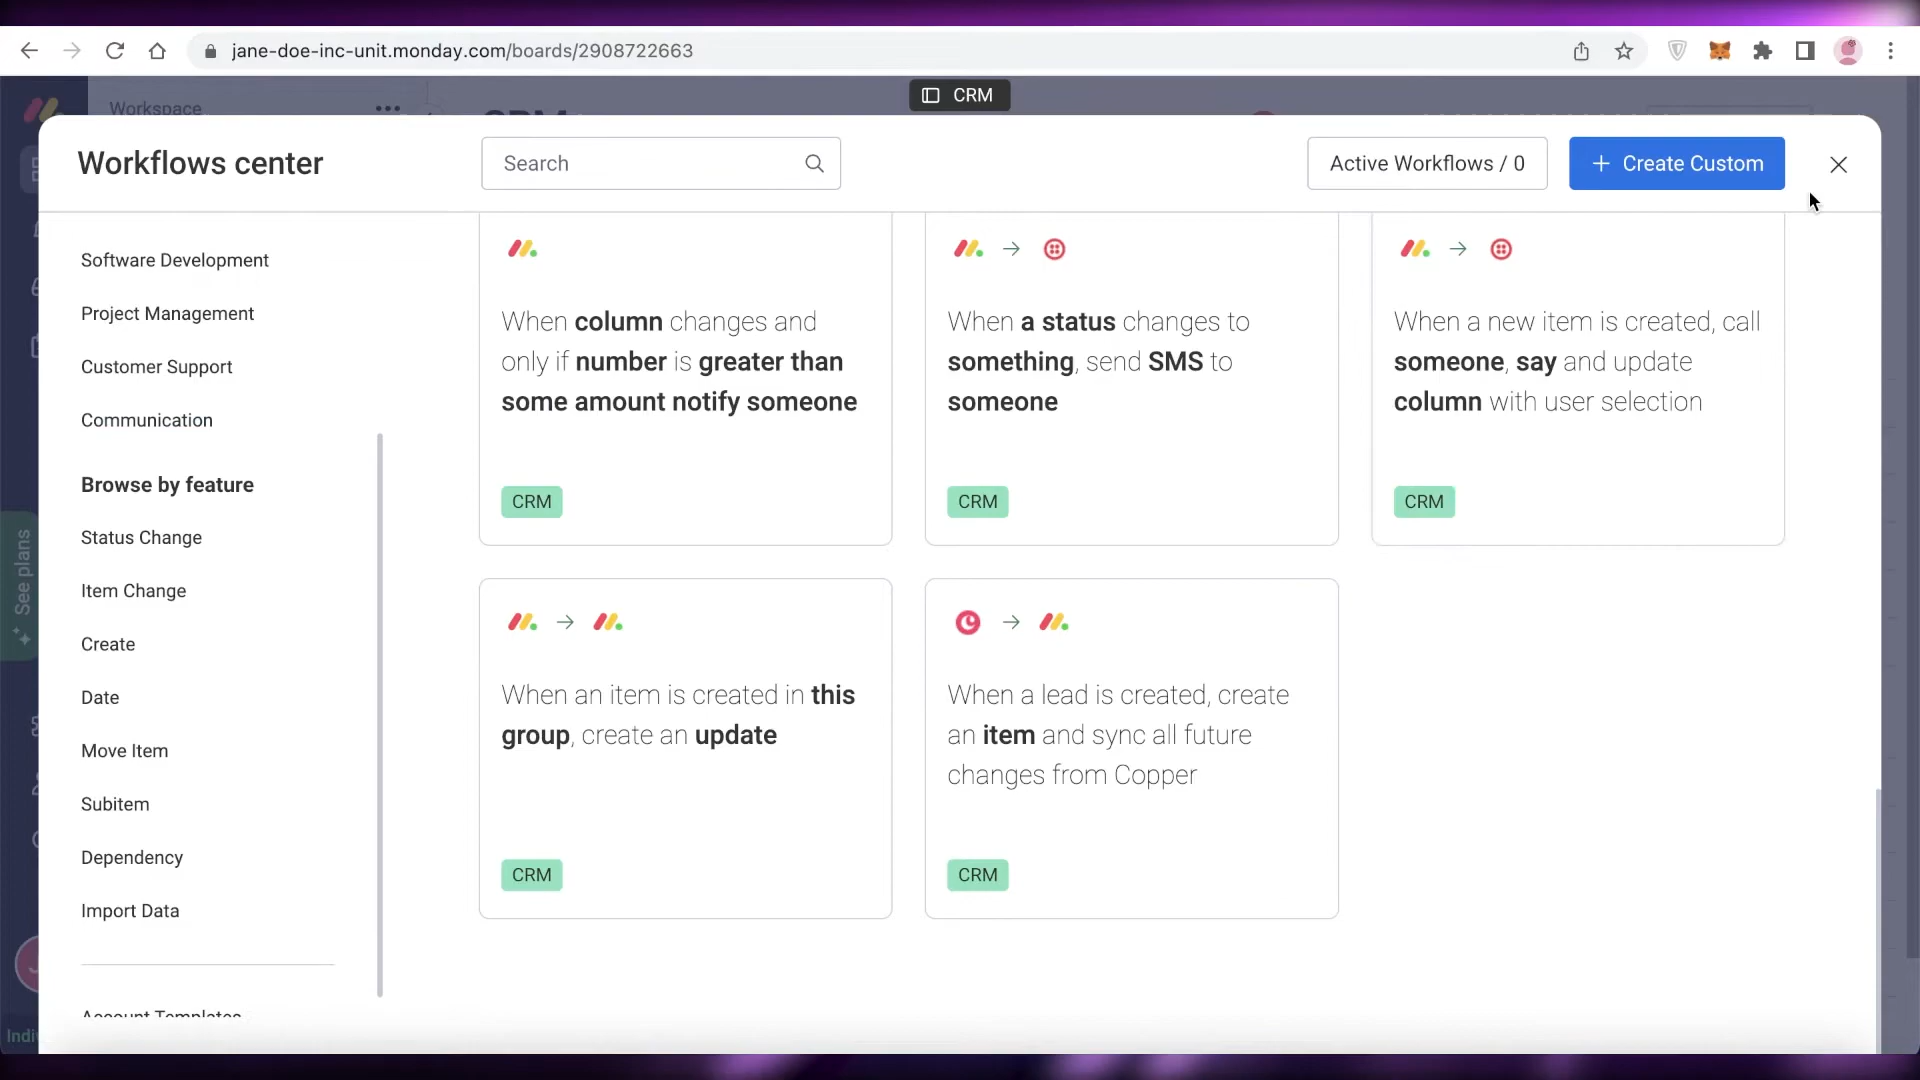 jane-doe-inc-unit.monday.com/boards/2908722663
Workspace
CRM
Workflows center
Search
Active Workflows / 0
+ Create Custom
Software Development
Project Management
Customer Support
Communication
Browse by feature
Status Change
Item Change
Create
Date
Move Item
Subitem
Dependency
Import Data
Account Templates
See plans
When column changes and
only if number is greater than
some amount notify someone
CRM
When a status changes to
something, send SMS to
someone
CRM
When a new item is created, call
someone, say and update
column with user selection
CRM
When an item is created in this
group, create an update
CRM
When a lead is created, create
an item and sync all future
changes from Copper
CRM